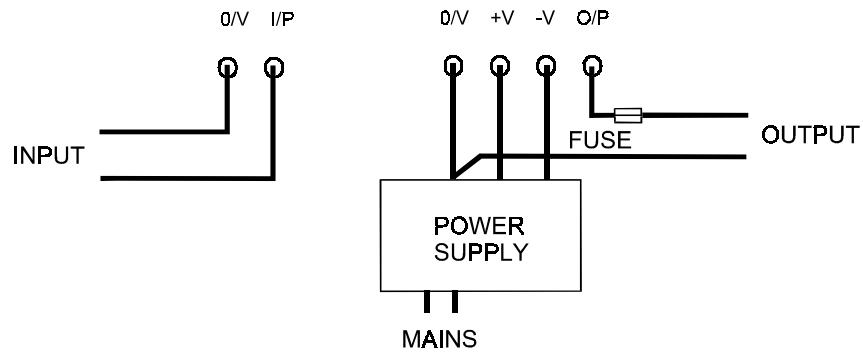 0/V I/P 0/V +V -V O/P
INPUT
FUSE
OUTPUT
POWER
SUPPLY
MAINS